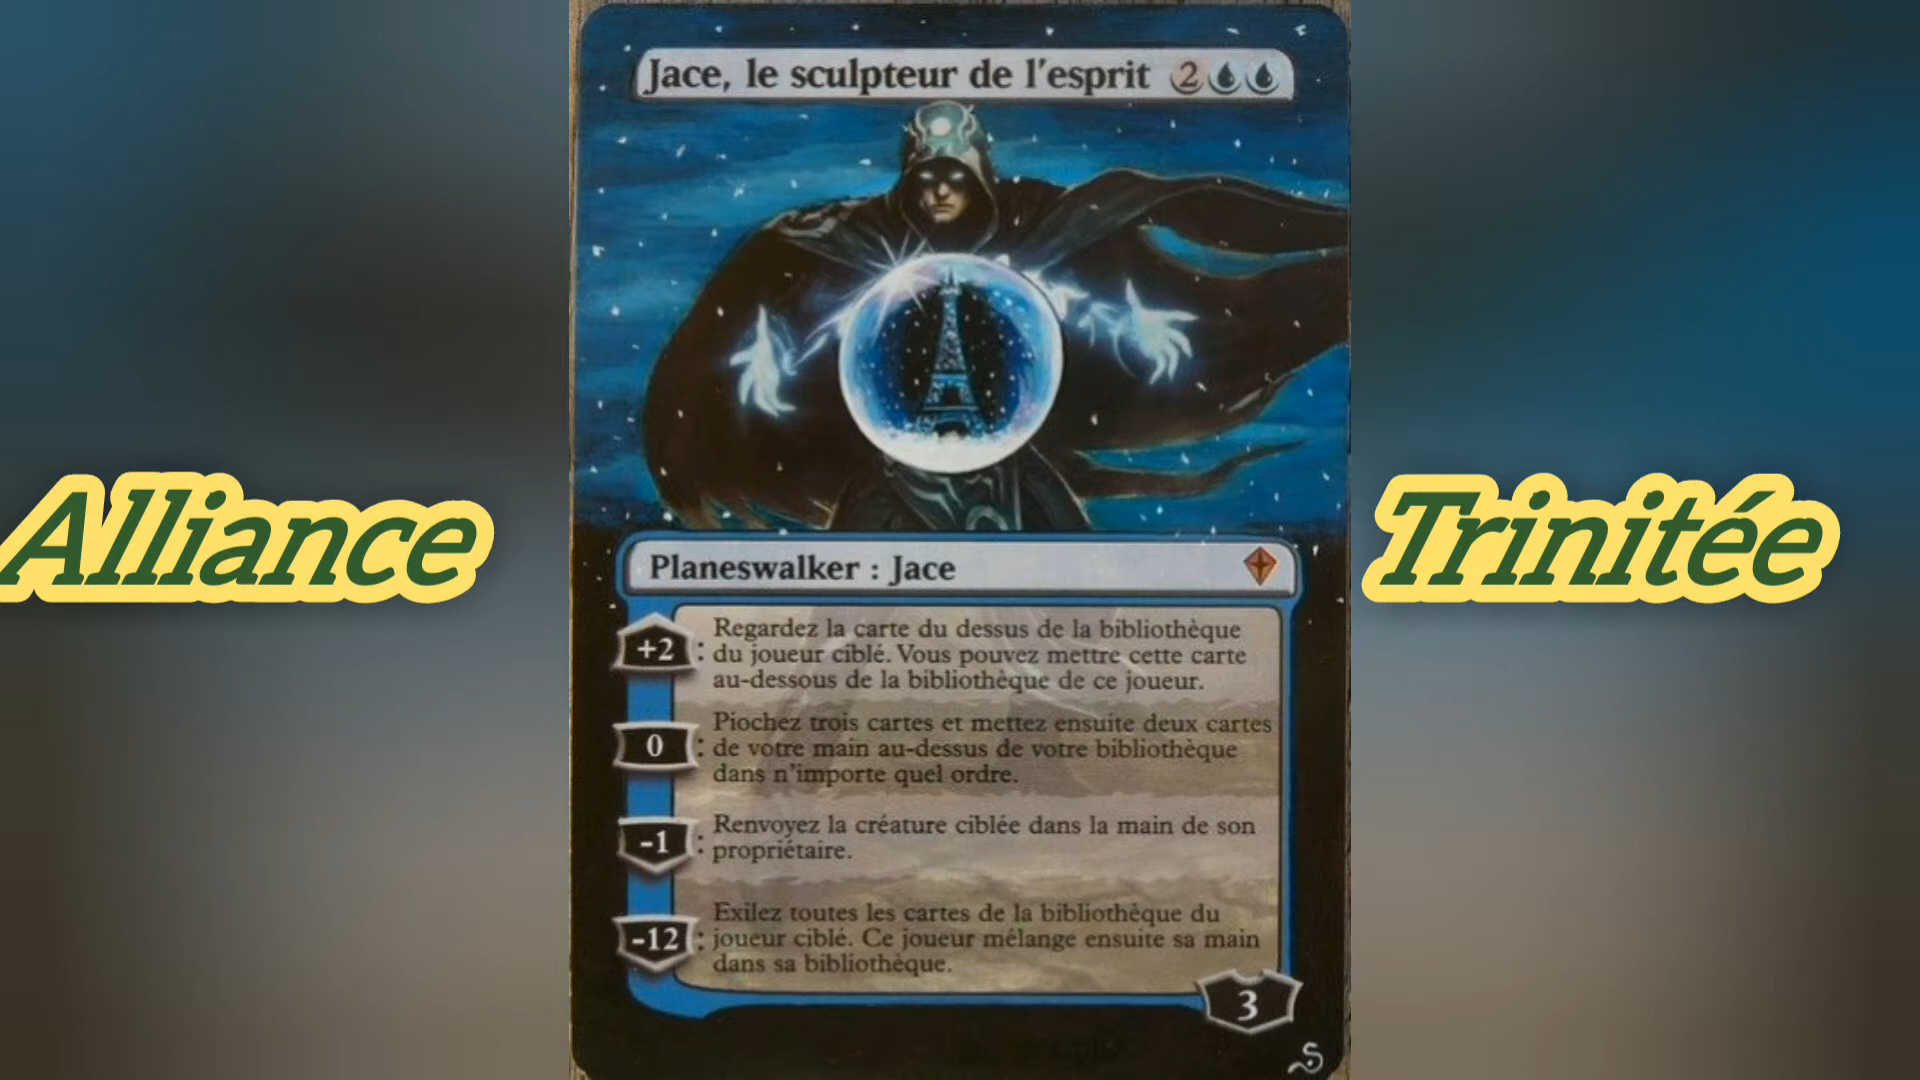 Jace, le sculpteur de l'esprit 2
Alliance
Trinitée
Planeswalker : Jace
+2 : Regardez la carte du dessus de la bibliothèque
du joueur ciblé. Vous pouvez mettre cette carte
au-dessous de la bibliothèque de ce joueur.
0 : Piochez trois cartes et mettez ensuite deux cartes
de votre main au-dessus de votre bibliothèque
dans n'importe quel ordre.
-1 : Renvoyez la créature ciblée dans la main de son
propriétaire.
-12 : Exilez toutes les cartes de la bibliothèque du
joueur ciblé. Ce joueur mélange ensuite sa main
dans sa bibliothèque.
3
S